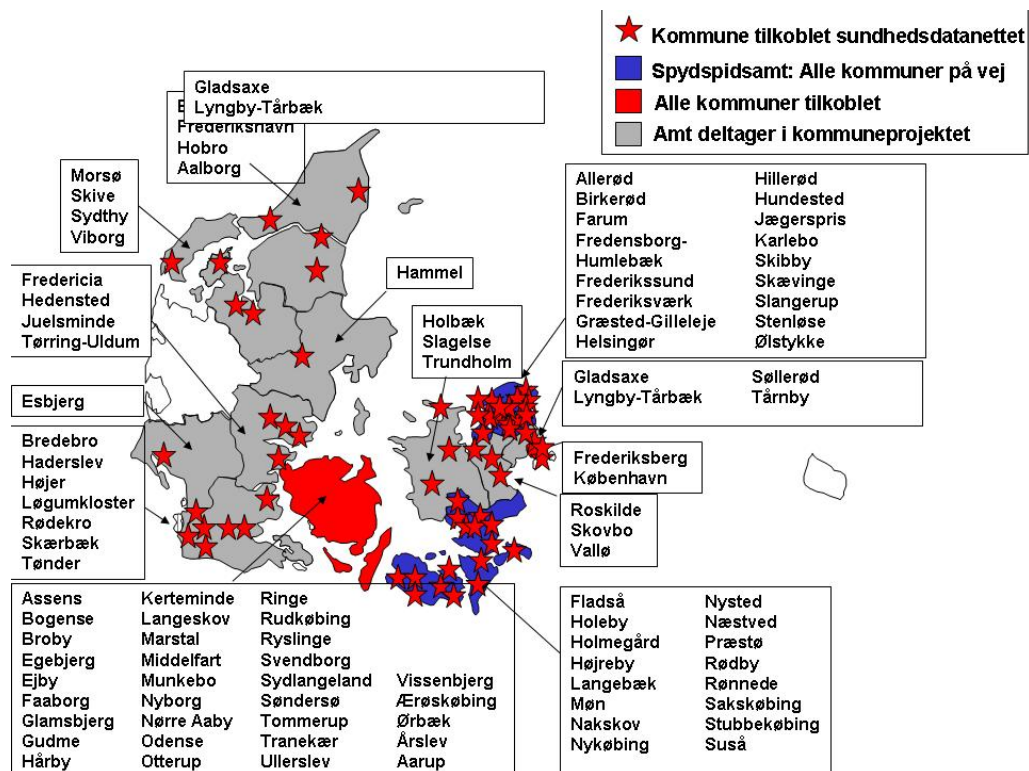 Kommune tilkoblet sundhedsdatanettet
Spydspidsamt: Alle kommuner på vej
Alle kommuner tilkoblet
Amt deltager i kommuneprojektet
Gladsaxe
Lyngby-Tårbæk
Frederikshavn
Hobro
Aalborg
Morsø
Skive
Sydthy
Viborg
Fredericia
Hedensted
Juelsminde
Tørring-Uldum
Hammel
Holbæk
Slagelse
Trundholm
Allerød Hillerød
Birkerød Hundested
Farum Jægerspris
Fredensborg- Karlebo
Humlebæk Skibby
Frederikssund Skævinge
Frederiksværk Slangerup
Græsted-Gilleleje Stenløse
Helsingør Ølstykke
Gladsaxe Søllerød
Lyngby-Tårbæk Tårnby
Esbjerg
Bredebro
Haderslev
Højer
Løgumkloster
Rødekro
Skærbæk
Tønder
Frederiksberg
København
Roskilde
Skovbo
Vallø
Assens Kerteminde Ringe
Bogense Langeskov Rudkøbing
Broby Marstal Ryslinge
Egebjerg Middelfart Svendborg
Ejby Munkebo Sydlangeland Vissenbjerg
Faaborg Nyborg Søndersø Ærøskøbing
Glamsbjerg Nørre Aaby Tommerup Ørbæk
Gudme Odense Tranekær Årslev
Hårby Otterup Ullerslev Aarup
Fladså Nysted
Holeby Næstved
Holmegård Præstø
Højreby Rødby
Langebæk Rønnede
Møn Sakskøbing
Nakskov Stubbekøbing
Nykøbing Suså